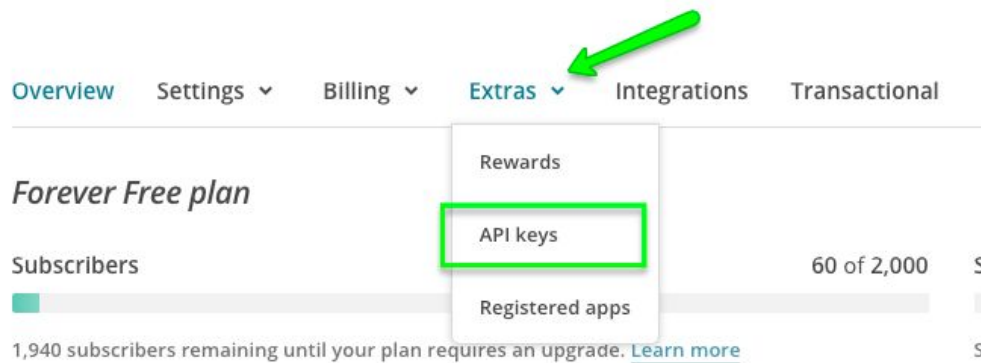 Overview Settings Billing Extras Integrations Transactional
Rewards
Forever Free plan
API keys
Subscribers 60 of 2,000 S
Registered apps
1,940 subscribers remaining until your plan requires an upgrade. Learn more S